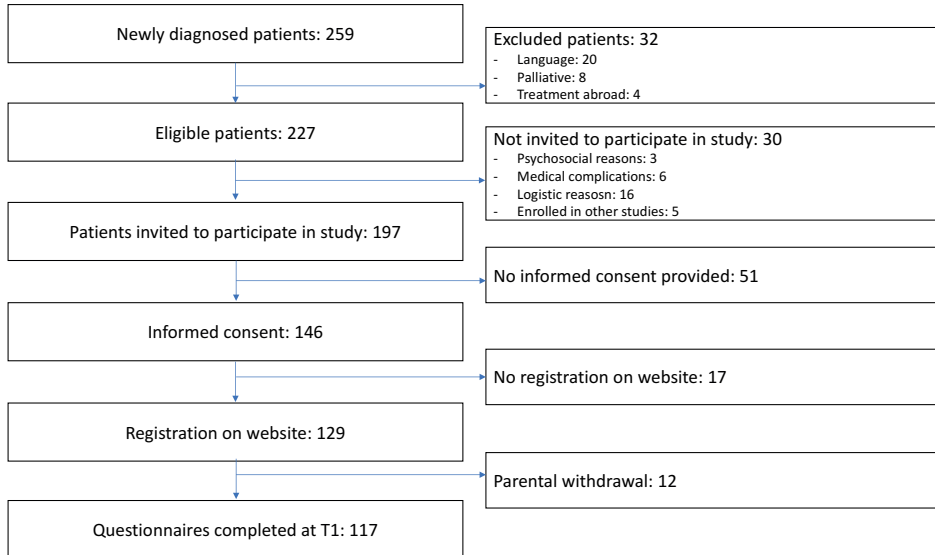 Newly diagnosed patients: 259
Excluded patients: 32
- Language: 20
- Palliative: 8
- Treatment abroad: 4
Eligible patients: 227
Not invited to participate in study: 30
- Psychosocial reasons: 3
- Medical complications: 6
- Logistic reasosn: 16
- Enrolled in other studies: 5
Patients invited to participate in study: 197
No informed consent provided: 51
Informed consent: 146
No registration on website: 17
Registration on website: 129
Parental withdrawal: 12
Questionnaires completed at T1: 117